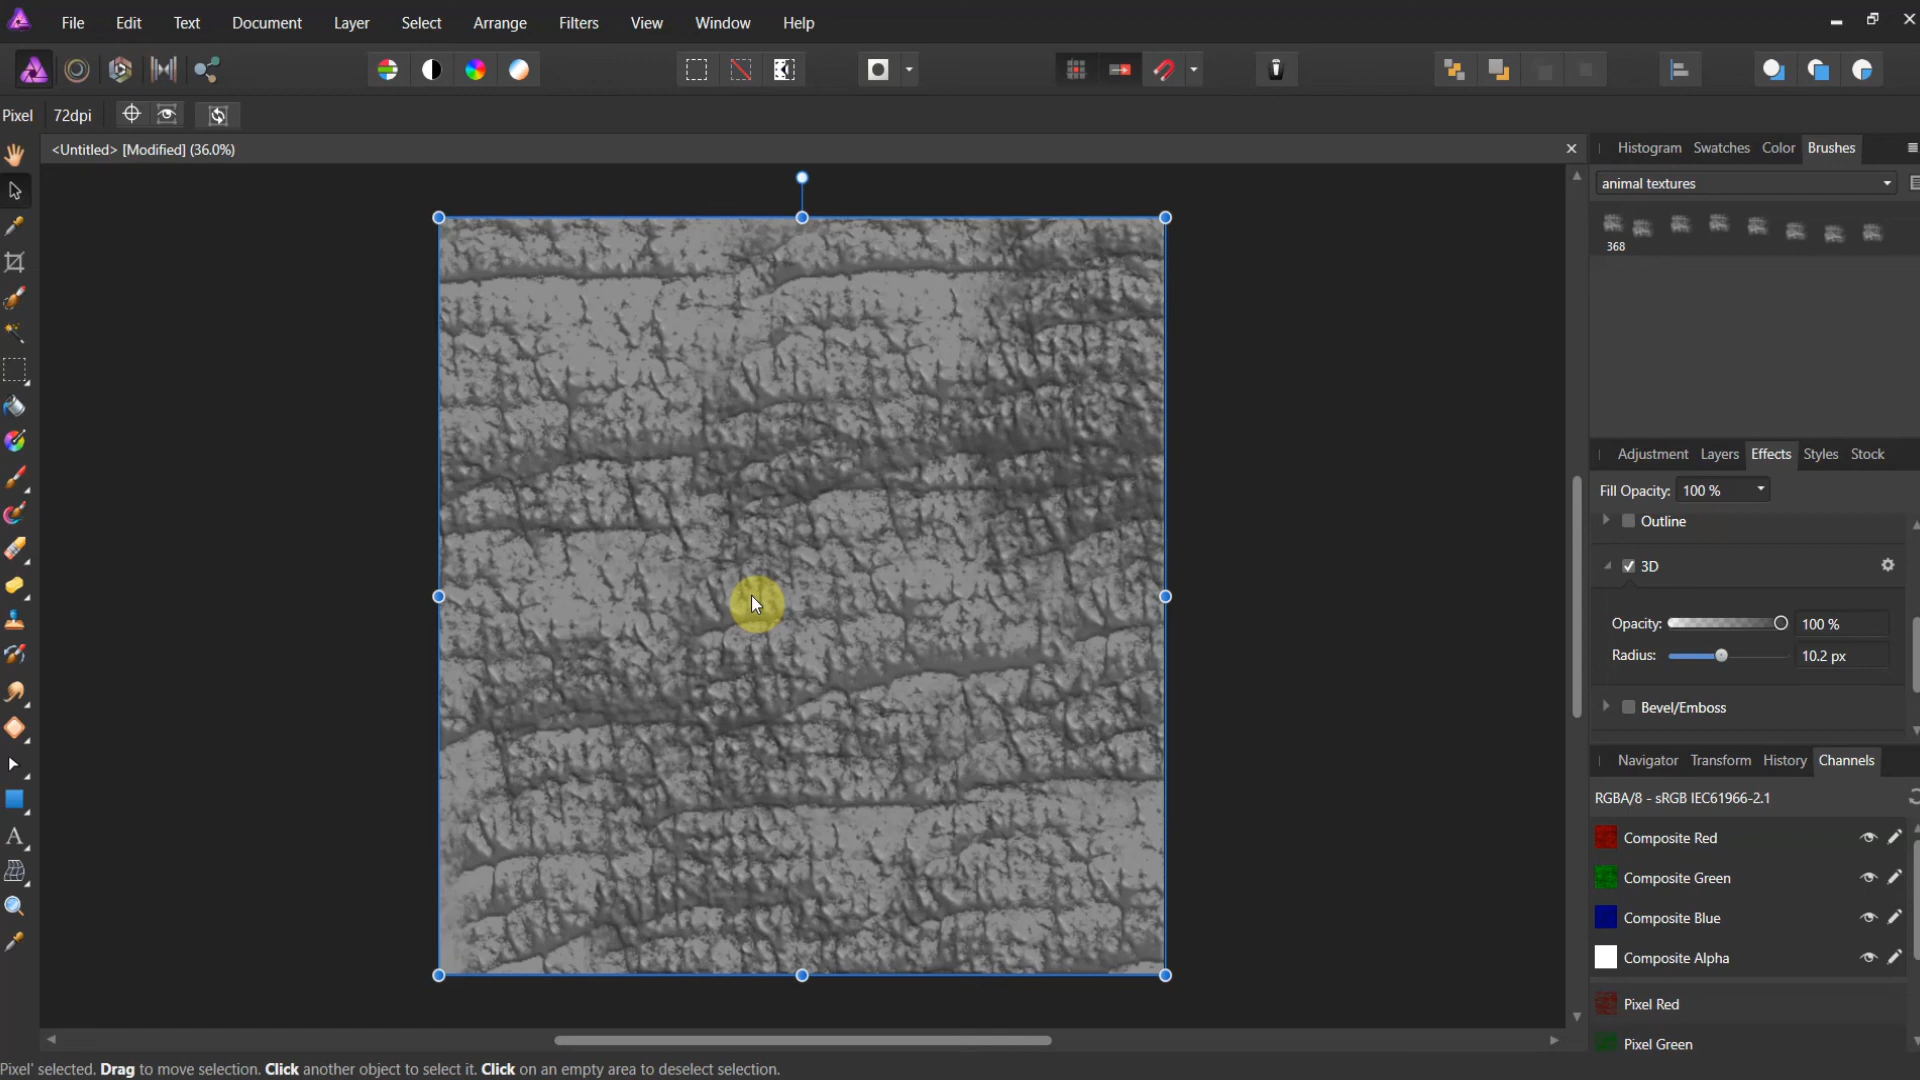 File Edit Text Document Layer Select Arrange Filters View Window Help
Pixel 72dpi
<Untitled> [Modified] (36.0%)
Histogram Swatches Color Brushes
animal textures
368
Adjustment Layers Effects Styles Stock
Fill Opacity: 100 %
Outline
3D
Opacity: 100 %
Radius: 10.2 px
Bevel/Emboss
Navigator Transform History Channels
RGBA/8 - sRGB IEC61966-2.1
Composite Red
Composite Green
Composite Blue
Composite Alpha
Pixel Red
Pixel Green
Pixel' selected. Drag to move selection. Click another object to select it. Click on an empty area to deselect selection.
A